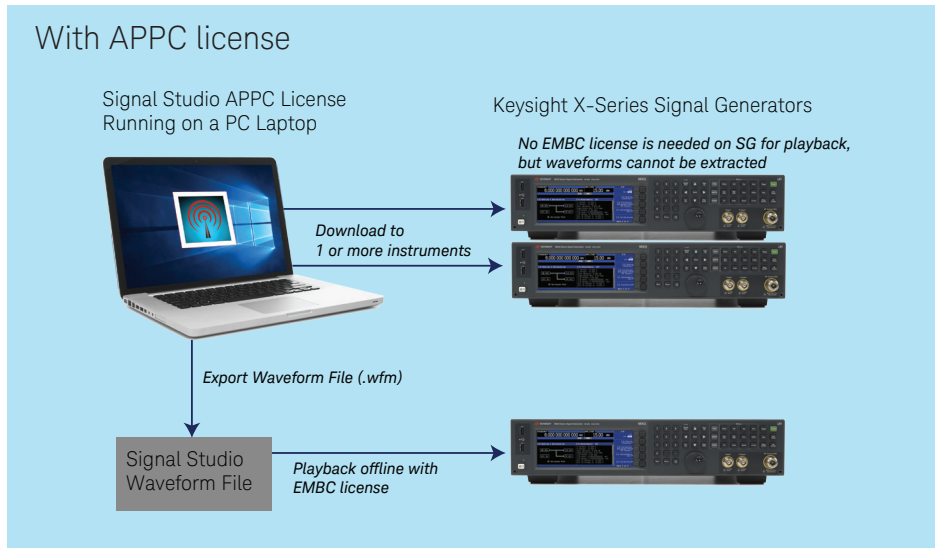 With APPC license
Signal Studio APPC License
Running on a PC Laptop
Keysight X-Series Signal Generators
No EMBC license is needed on SG for playback,
but waveforms cannot be extracted
Download to
1 or more instruments
Export Waveform File (.wfm)
Signal Studio
Waveform File
Playback offline with
EMBC license